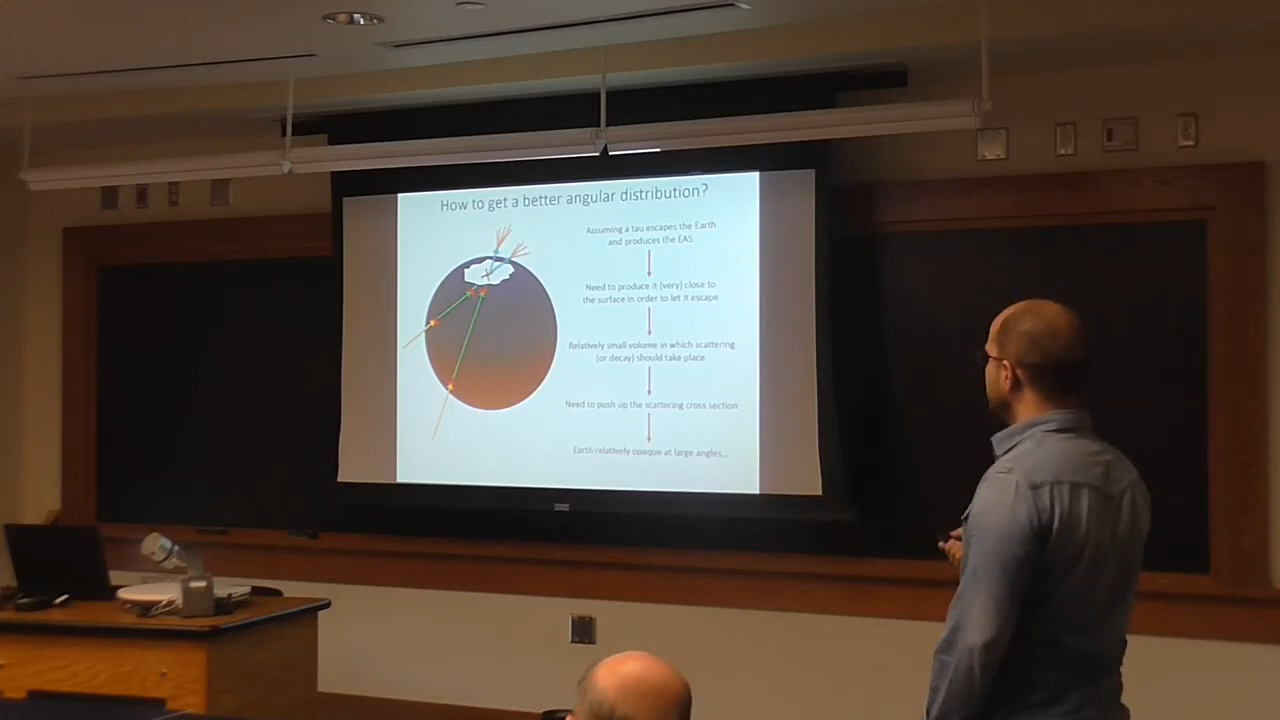 How to get a better angular distribution?
Assuming a tau escapes the Earth
and produces the EAS
Need to produce it (very) close to
the surface in order to let it escape
Relatively small volume in which scattering
(or decay) should take place
Need to push up the scattering cross section
Earth relatively opaque at large angles...